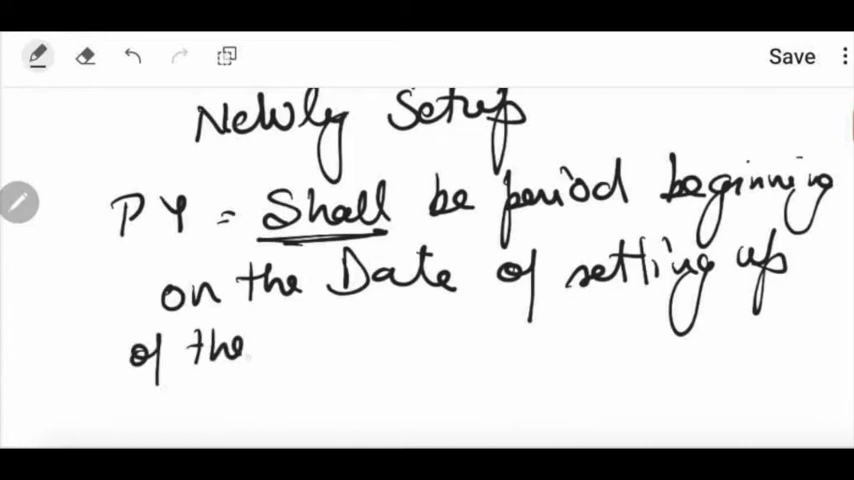 Save
Newly Setup
PY = Shall be period beginning
on the Date of setting up
of the